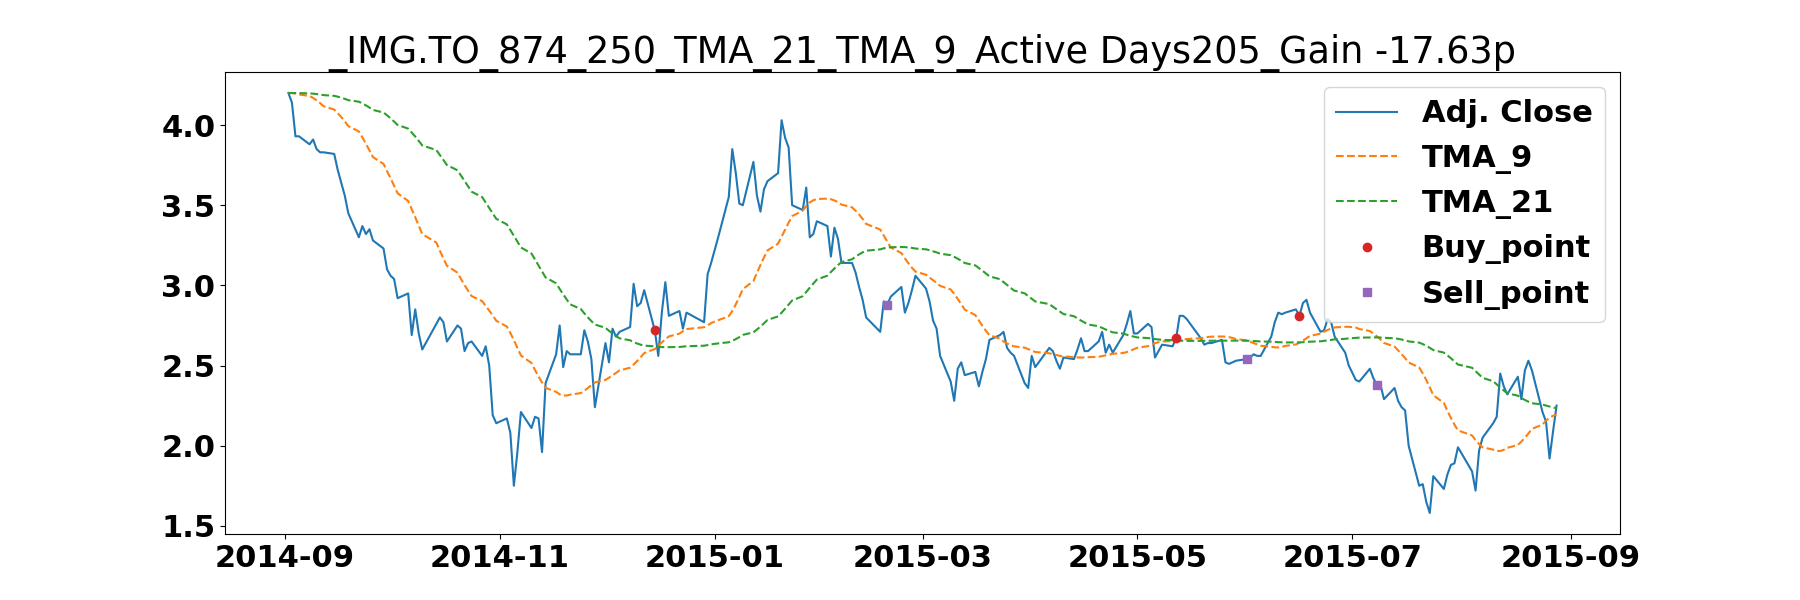 _IMG.TO_874_250_TMA_21_TMA_9_Active Days205_Gain -17.63p
4.0
3.5
3.0
2.5
2.0
1.5
Adj. Close
TMA_9
TMA_21
Buy_point
Sell_point
2014-09 2014-11 2015-01 2015-03 2015-05 2015-07 2015-09